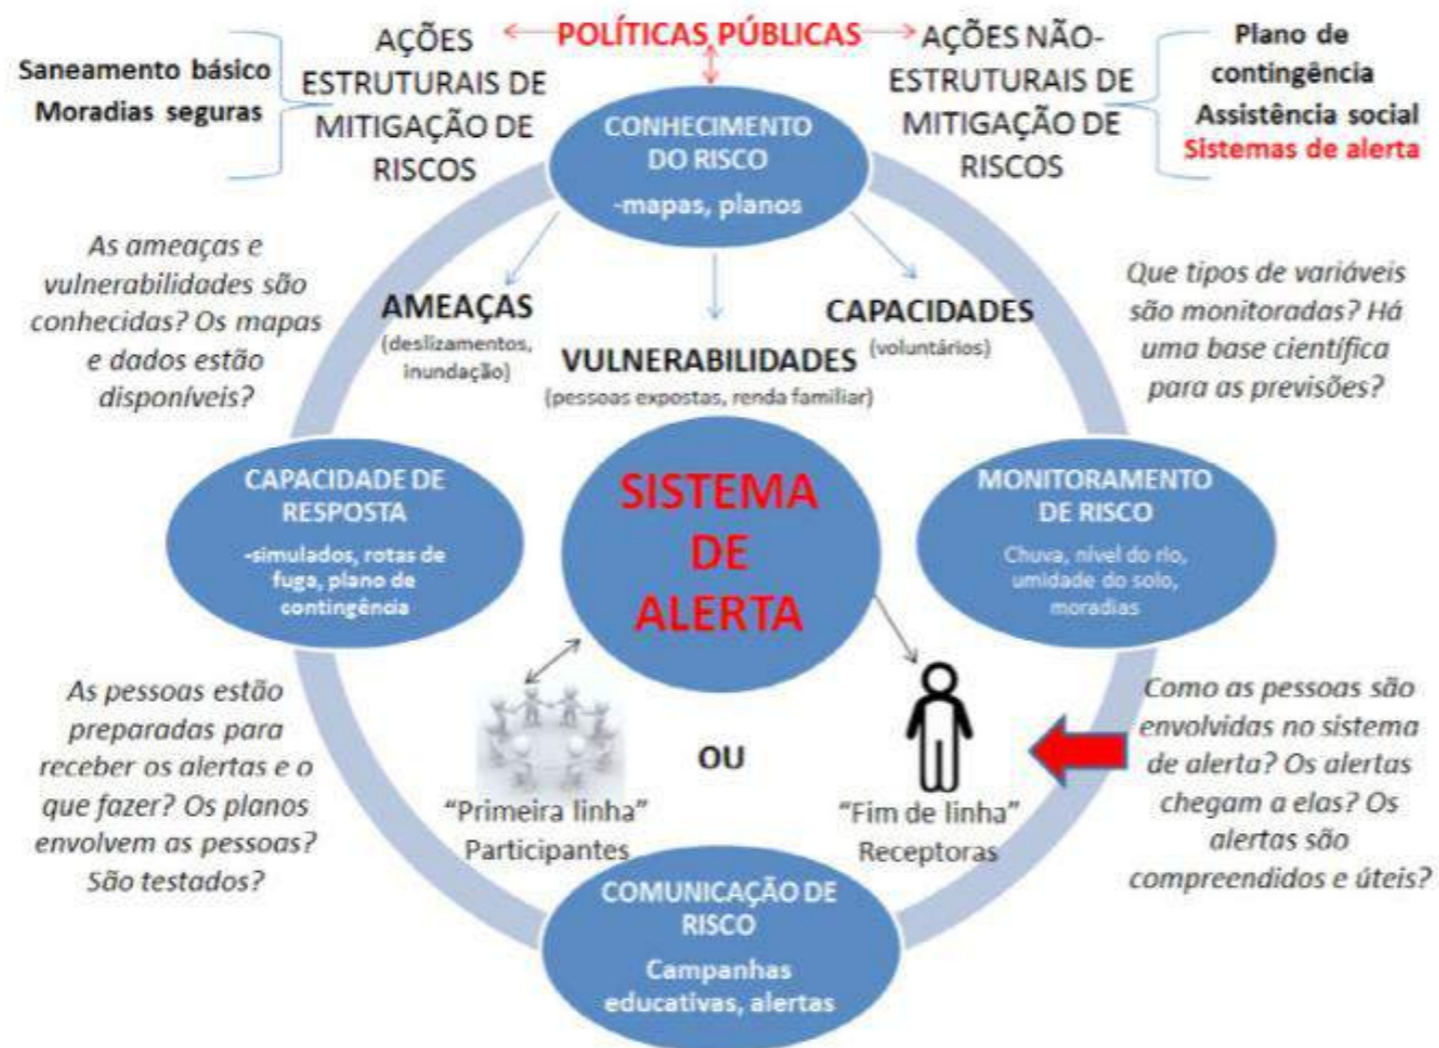 POLÍTICAS PÚBLICAS
AÇÕES
ESTRUTURAIS DE
MITIGAÇÃO DE
RISCOS
Saneamento básico
Moradias seguras
AÇÕES NÃO-
ESTRUTURAIS DE
MITIGAÇÃO DE
RISCOS
Plano de
contingência
Assistência social
Sistemas de alerta
CONHECIMENTO
DO RISCO
-mapas, planos
As ameaças e
vulnerabilidades são
conhecidas? Os mapas
e dados estão
disponíveis?
AMEAÇAS
(deslizamentos,
inundação)
VULNERABILIDADES
(pessoas expostas, renda familiar)
CAPACIDADES
(voluntários)
Que tipos de variáveis
são monitoradas? Há
uma base científica
para as previsões?
CAPACIDADE DE
RESPOSTA
-simulados, rotas de
fuga, plano de
contingência
SISTEMA
DE
ALERTA
MONITORAMENTO
DE RISCO
Chuva, nível do rio,
umidade do solo,
moradias
As pessoas estão
preparadas para
receber os alertas e o
que fazer? Os planos
envolvem as pessoas?
São testados?
"Primeira linha"
Participantes
OU
"Fim de linha"
Receptoras
Como as pessoas são
envolvidas no sistema
de alerta? Os alertas
chegam a elas? Os
alertas são
compreendidos e úteis?
COMUNICAÇÃO DE
RISCO
Campanhas
educativas, alertas